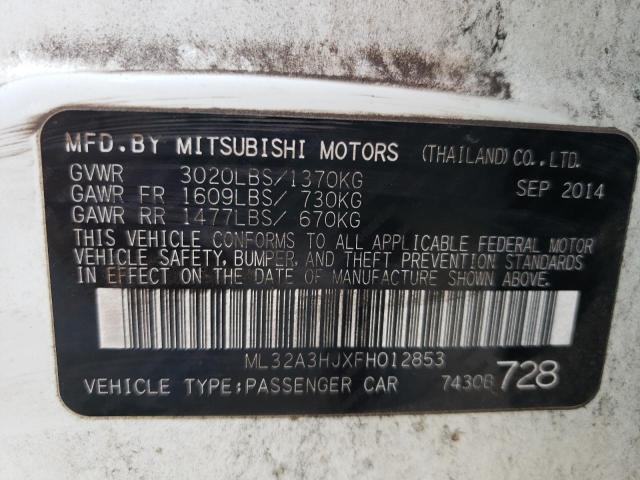 MFD.BY MITSUBISHI MOTORS (THAILAND) CO.,LTD.
GVWR 3020LBS/1370KG SEP 2014
GAWR FR 1609LBS/ 730KG
GAWR RR 1477LBS/ 670KG
THIS VEHICLE CONFORMS TO ALL APPLICABLE FEDERAL MOTOR
VEHICLE SAFETY, BUMPER, AND THEFT PREVENTION STANDARDS
IN EFFECT ON THE DATE OF MANUFACTURE SHOWN ABOVE.
ML32A3HJXFH012853
VEHICLE TYPE:PASSENGER CAR 7430B 728